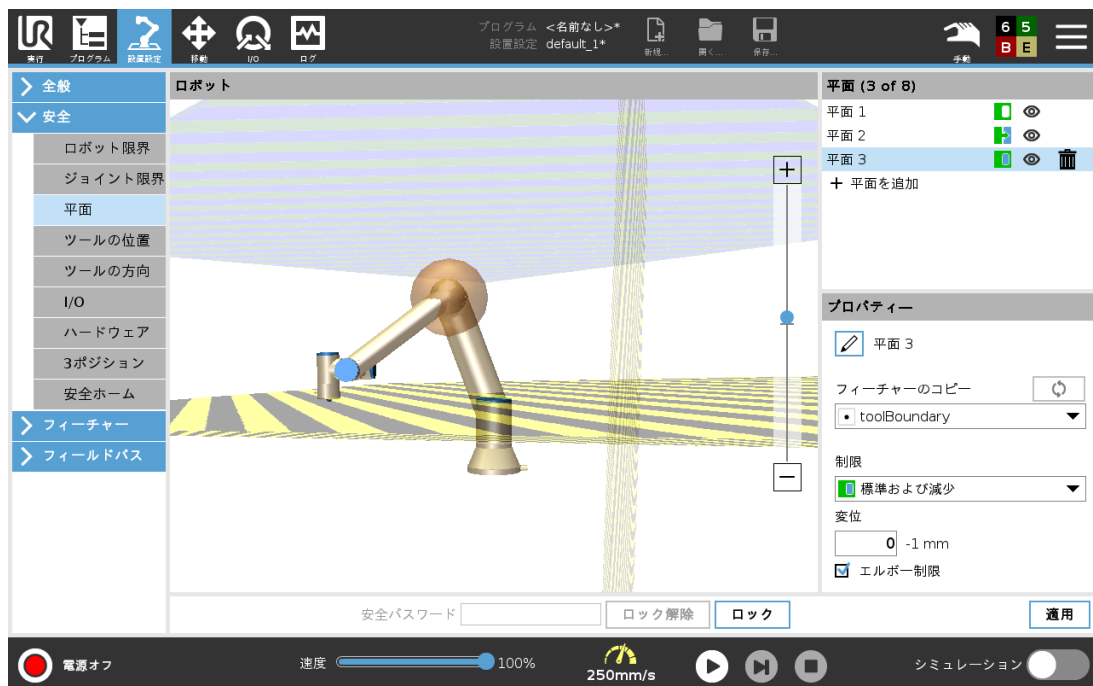 プログラム <名前なし>*
設置設定 default_1*
新規...
開く...
保存...
実行
プログラム
設置設定
移動
I/O
ログ
手動
6 5
B E
全般
安全
ロボット限界
ジョイント限界
平面
ツールの位置
ツールの方向
I/O
ハードウェア
3ポジション
安全ホーム
フィーチャー
フィールドバス
ロボット
平面 (3 of 8)
平面 1
平面 2
平面 3
+ 平面を追加
プロパティー
平面 3
フィーチャーのコピー
toolBoundary
制限
標準および減少
変位
0 -1 mm
エルボー制限
安全パスワード
ロック解除
ロック
適用
電源オフ
速度
100%
250mm/s
シミュレーション